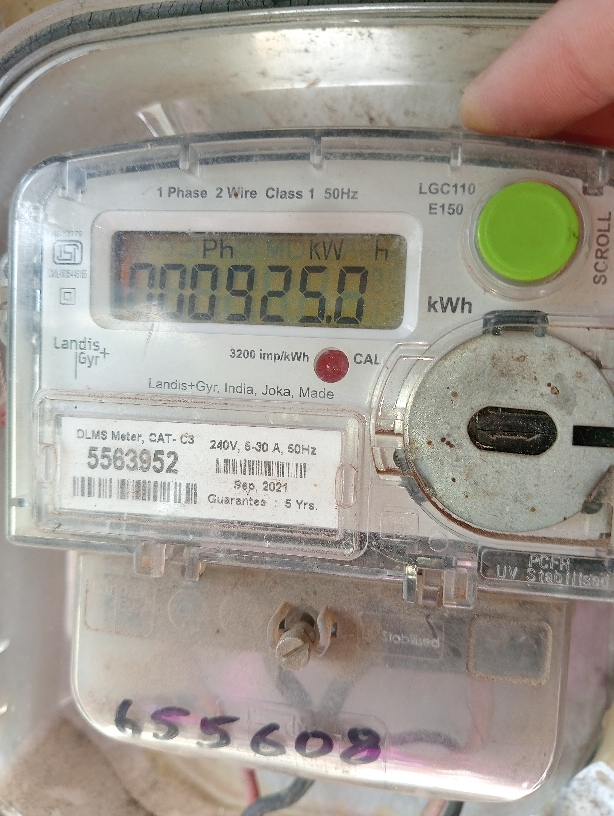 1 Phase 2 Wire Class 1 50Hz
LGC110
E150
SCROLL
Ph M kW h
000925.0
kWh
Landis
Gyr+
3200 imp/kWh
CAL
Landis+Gyr, India, Joka, Made
DLMS Meter, CAT- C3
5563952
240V, 5-30 A, 50Hz
Sep, 2021
Guarantee : 5 Yrs.
UV Stabilised
Stabilised
655608